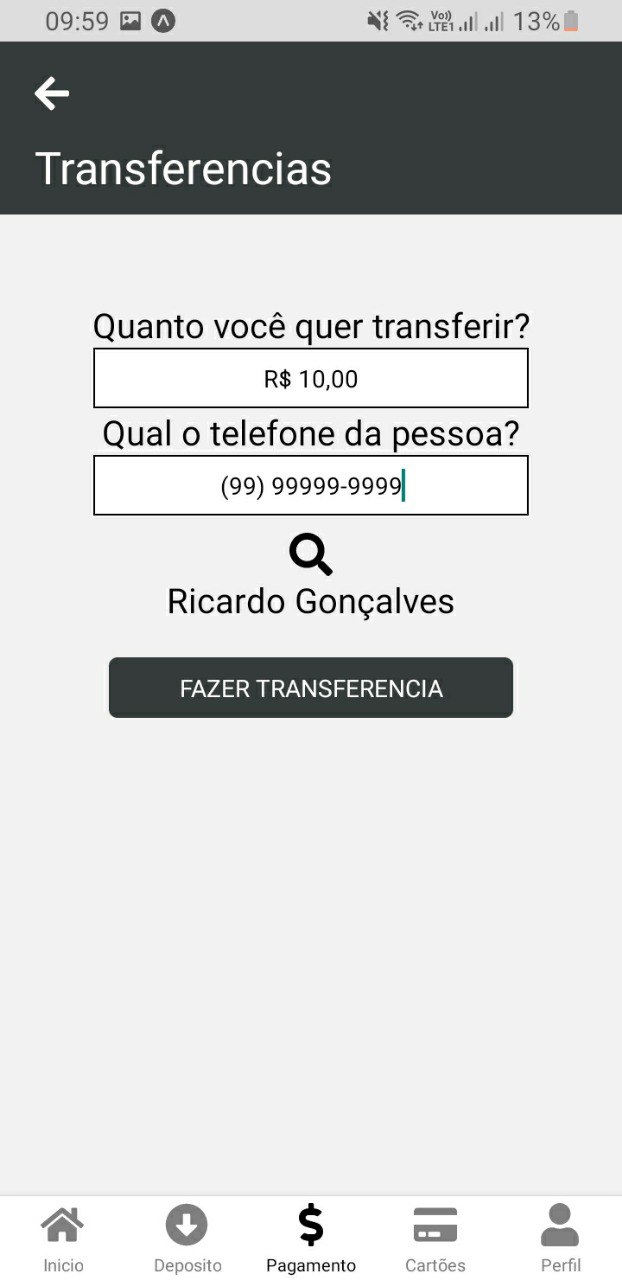 09:59
Vo)) LTE1 13%
Transferencias
Quanto você quer transferir?
R$ 10,00
Qual o telefone da pessoa?
(99) 99999-9999
Ricardo Gonçalves
FAZER TRANSFERENCIA
Inicio Deposito Pagamento Cartões Perfil